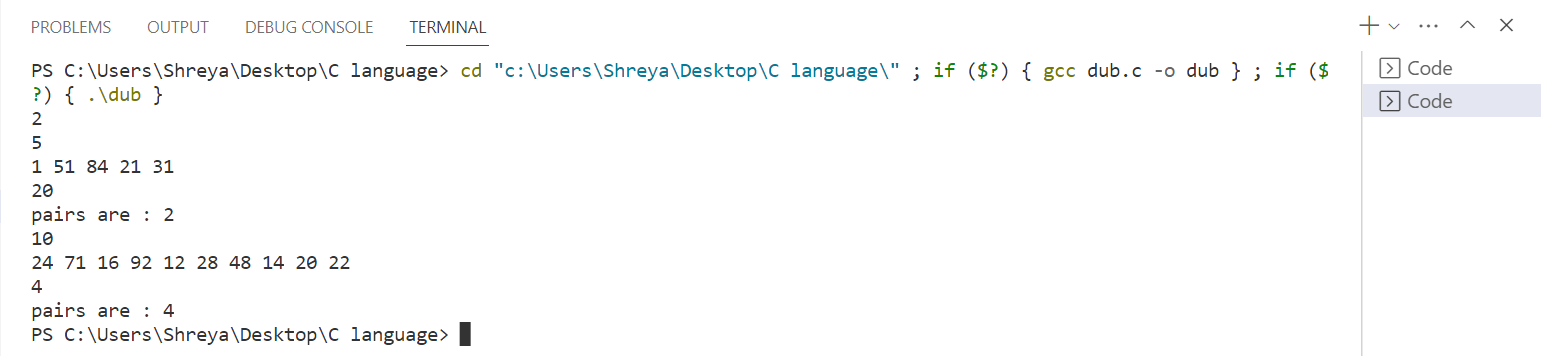 PROBLEMS OUTPUT DEBUG CONSOLE TERMINAL
PS C:\Users\Shreya\Desktop\C language> cd "c:\Users\Shreya\Desktop\C language\" ; if ($?) { gcc dub.c -o dub } ; if ($
?) { .\dub }
2
5
1 51 84 21 31
20
pairs are : 2
10
24 71 16 92 12 28 48 14 20 22
4
pairs are : 4
PS C:\Users\Shreya\Desktop\C language>
Code
Code